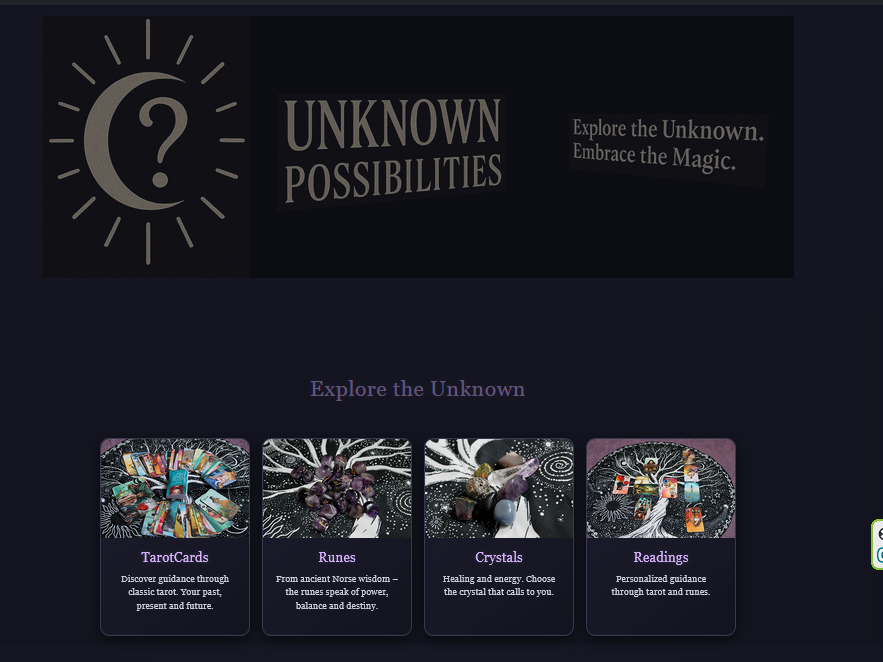 ?
UNKNOWN
POSSIBILITIES
Explore the Unknown.
Embrace the Magic.
Explore the Unknown
TarotCards
Discover guidance through
classic tarot. Your past,
present and future.
Runes
From ancient Norse wisdom –
the runes speak of power,
balance and destiny.
Crystals
Healing and energy. Choose
the crystal that calls to you.
Readings
Personalized guidance
through tarot and runes.